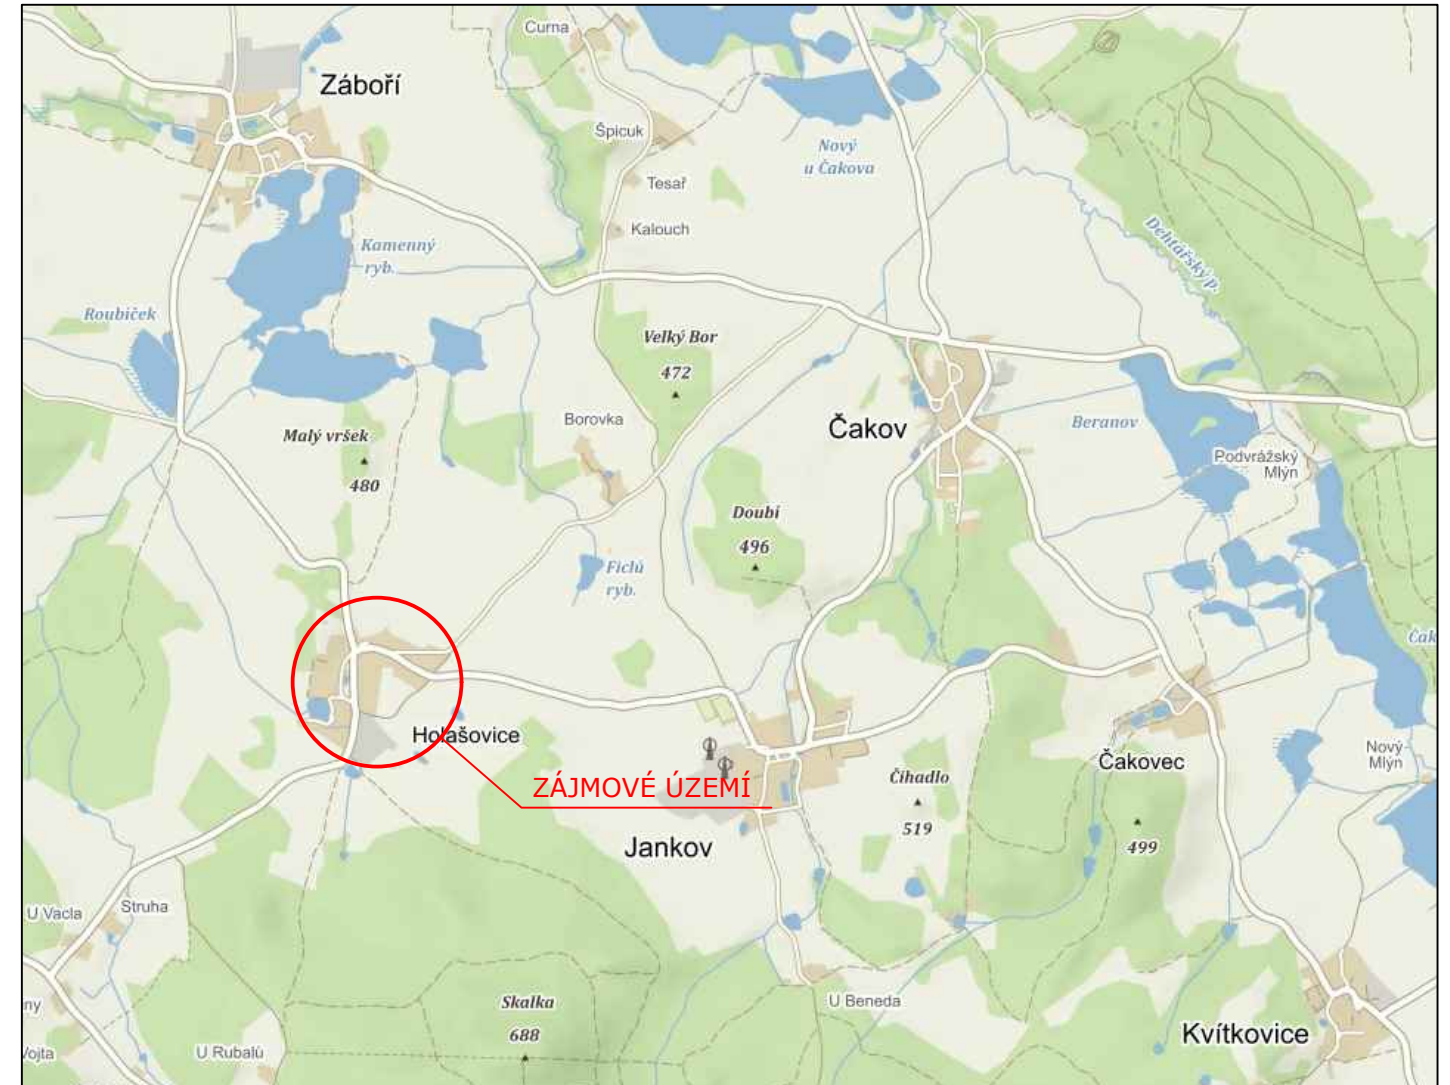 Curna
Záboří
Špicuk
Nový
u Čakova
Tesař
Kalouch
Kamenný
ryb.
Dehtářský p.
Roubíček
Velký Bor
472
Borovka
Čakov
Beranov
Malý vršek
480
Podvrážský
Mlýn
Doubí
496
Ficlů
ryb.
Čak
Holašovice
ZÁJMOVÉ ÚZEMÍ
Čihadlo
519
Čakovec
Nový
Mlýn
Jankov
499
U Vacla
Struha
Skalka
688
U Beneda
ny
Vojta
U Rubalů
Kvítkovice